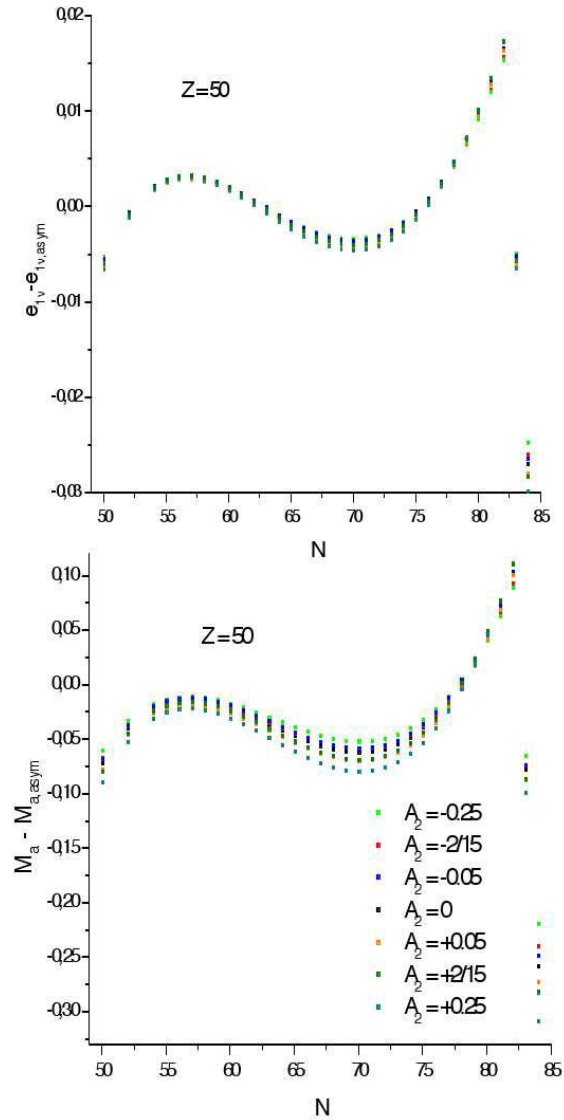 0,02
0,01
0,00
-0,01
-0,02
-0,03
e1v-e1v,asym
Z=50
50 55 60 65 70 75 80 85
N
0,10
0,05
0,00
-0,05
-0,10
-0,15
-0,20
-0,25
-0,30
Ma - Ma,asym
Z=50
A2=-0.25
A2=-2/15
A2=-0.05
A2=0
A2=+0.05
A2=+2/15
A2=+0.25
50 55 60 65 70 75 80 85
N